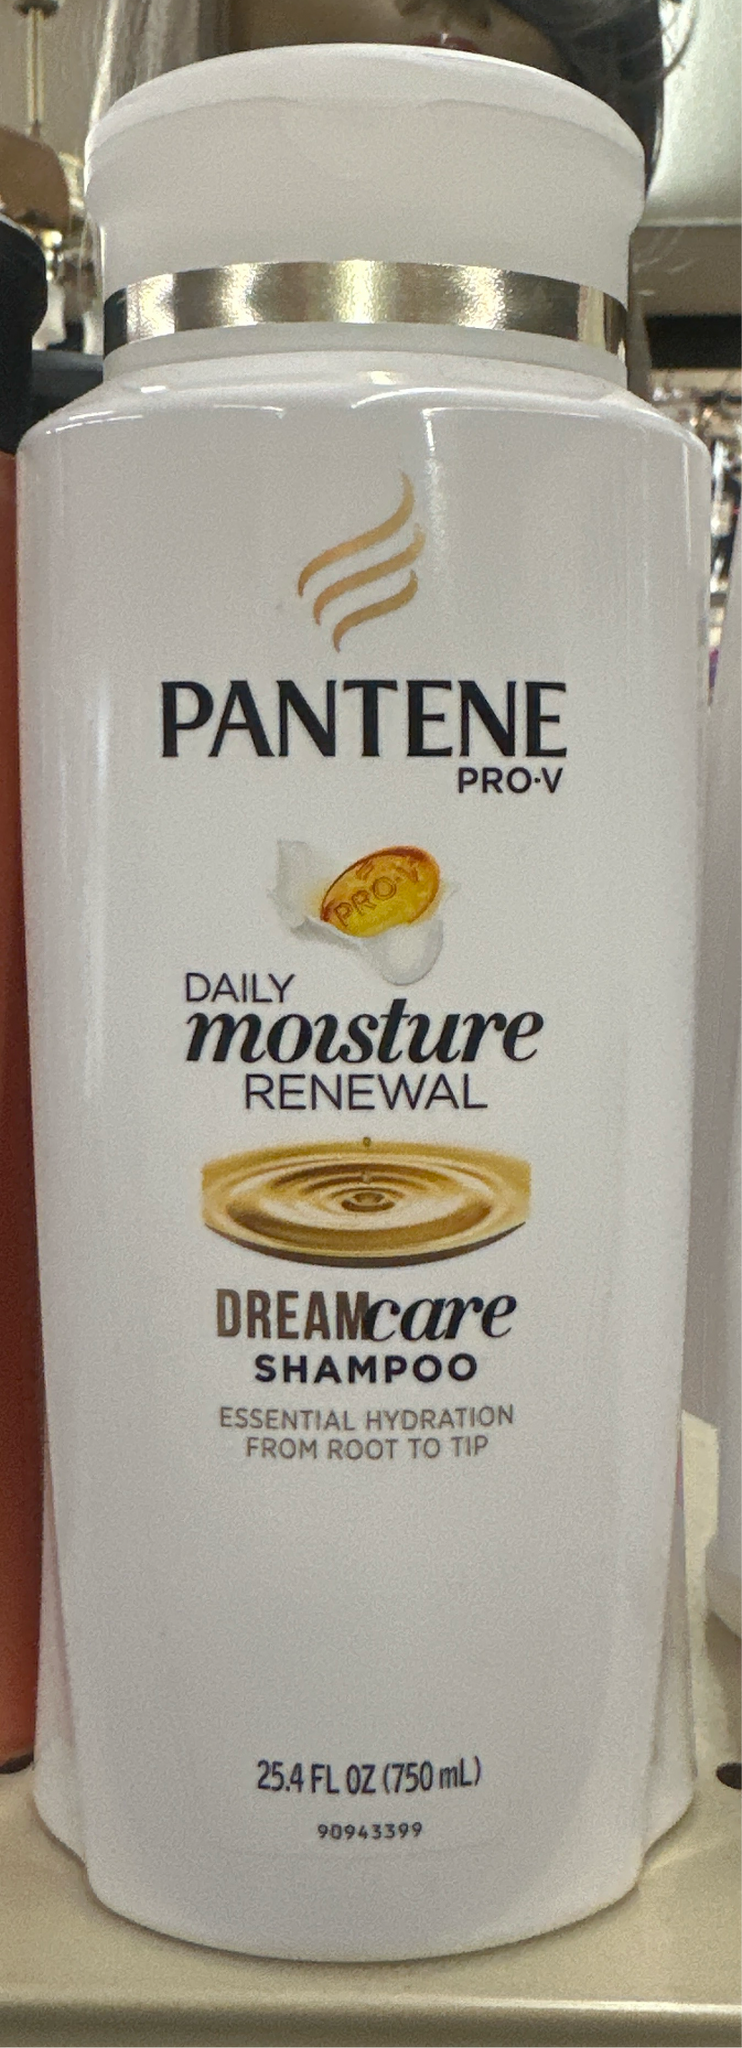 PANTENE
PRO-V
PRO-V
DAILY
moisture
RENEWAL
DREAMcare
SHAMPOO
ESSENTIAL HYDRATION
FROM ROOT TO TIP
25.4 FL OZ (750 mL)
90943399